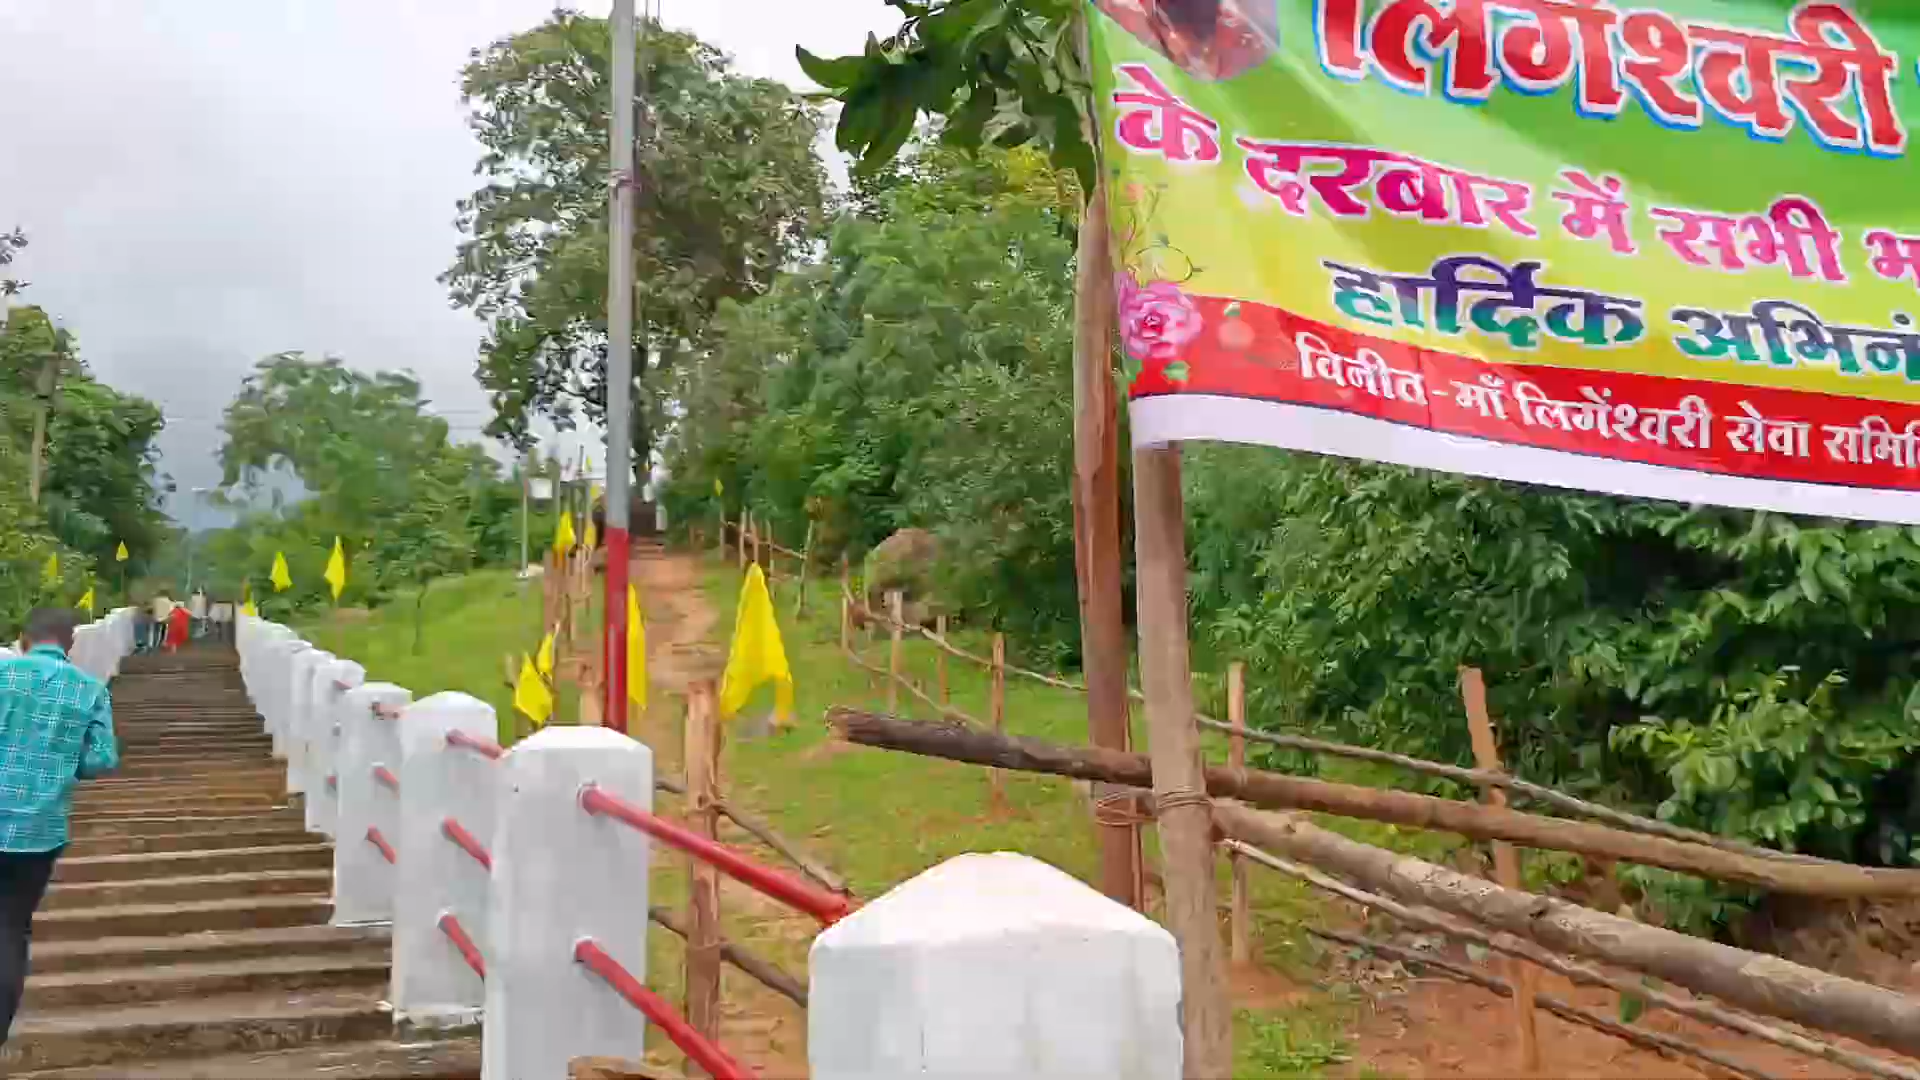 लिंगेश्वरी
के दरबार में सभी
हार्दिक
विनीत-माँ लिगेंश्वरी सेवा